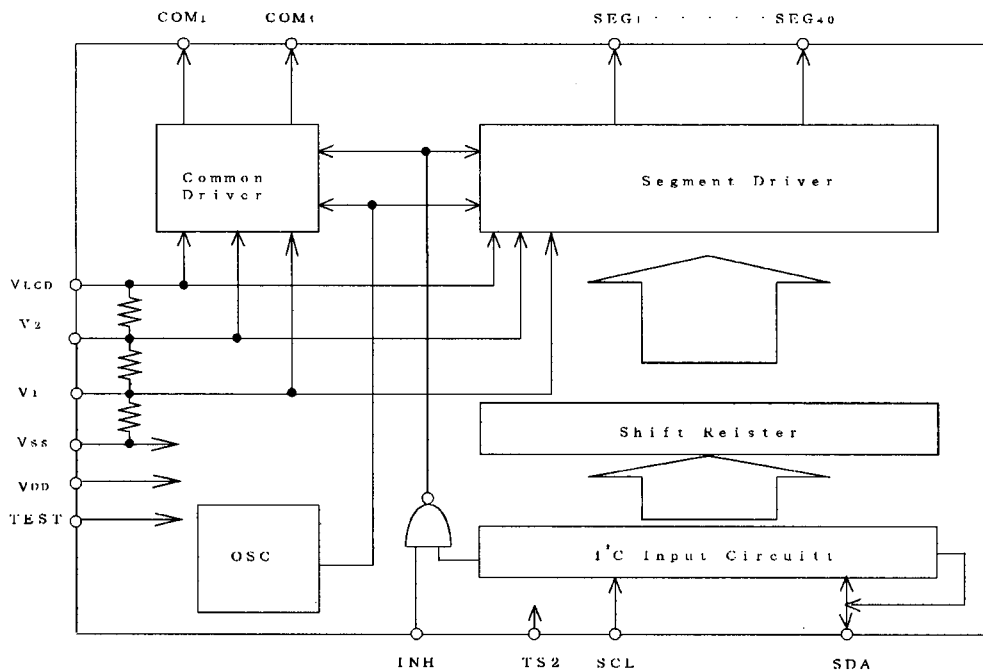 COM1 COM4 SEG1 · · · · · · SEG40
Common
Driver
Segment Driver
VLCD
V2
V1
VSS
VDD
TEST
Shift Reister
OSC
I²C Input Circuitt
INH TS2 SCL SDA